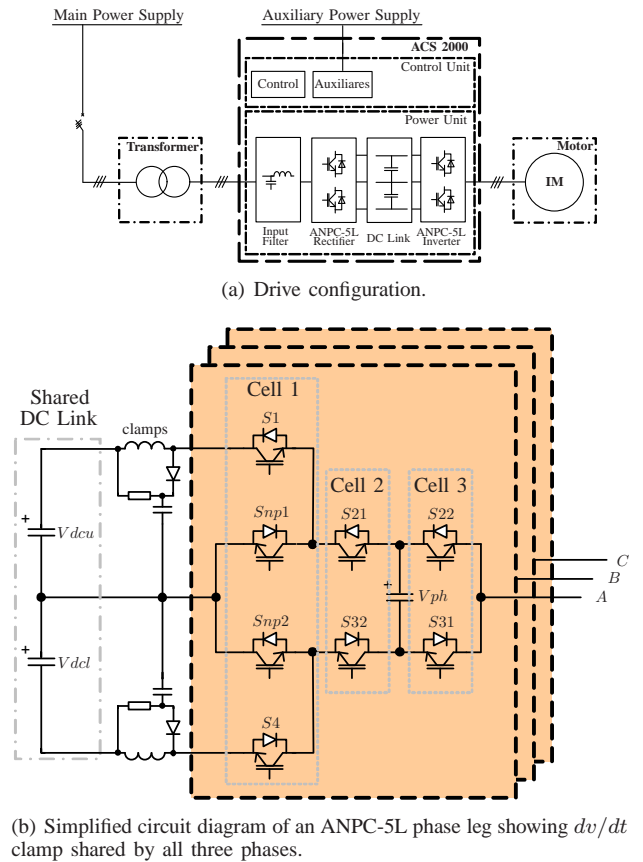 Main Power Supply
Auxiliary Power Supply
ACS 2000
Control Unit
Control
Auxiliares
Power Unit
Transformer
Motor
IM
Input
Filter
ANPC-5L
Rectifier
DC Link
ANPC-5L
Inverter
(a) Drive configuration.
Shared
DC Link
clamps
Cell 1
S1
Cell 2
Cell 3
Snp1
S21
S22
+
Vdcu
+
Vph
C
B
A
Snp2
S32
S31
+
Vdcl
S4
(b) Simplified circuit diagram of an ANPC-5L phase leg showing dv/dt
clamp shared by all three phases.